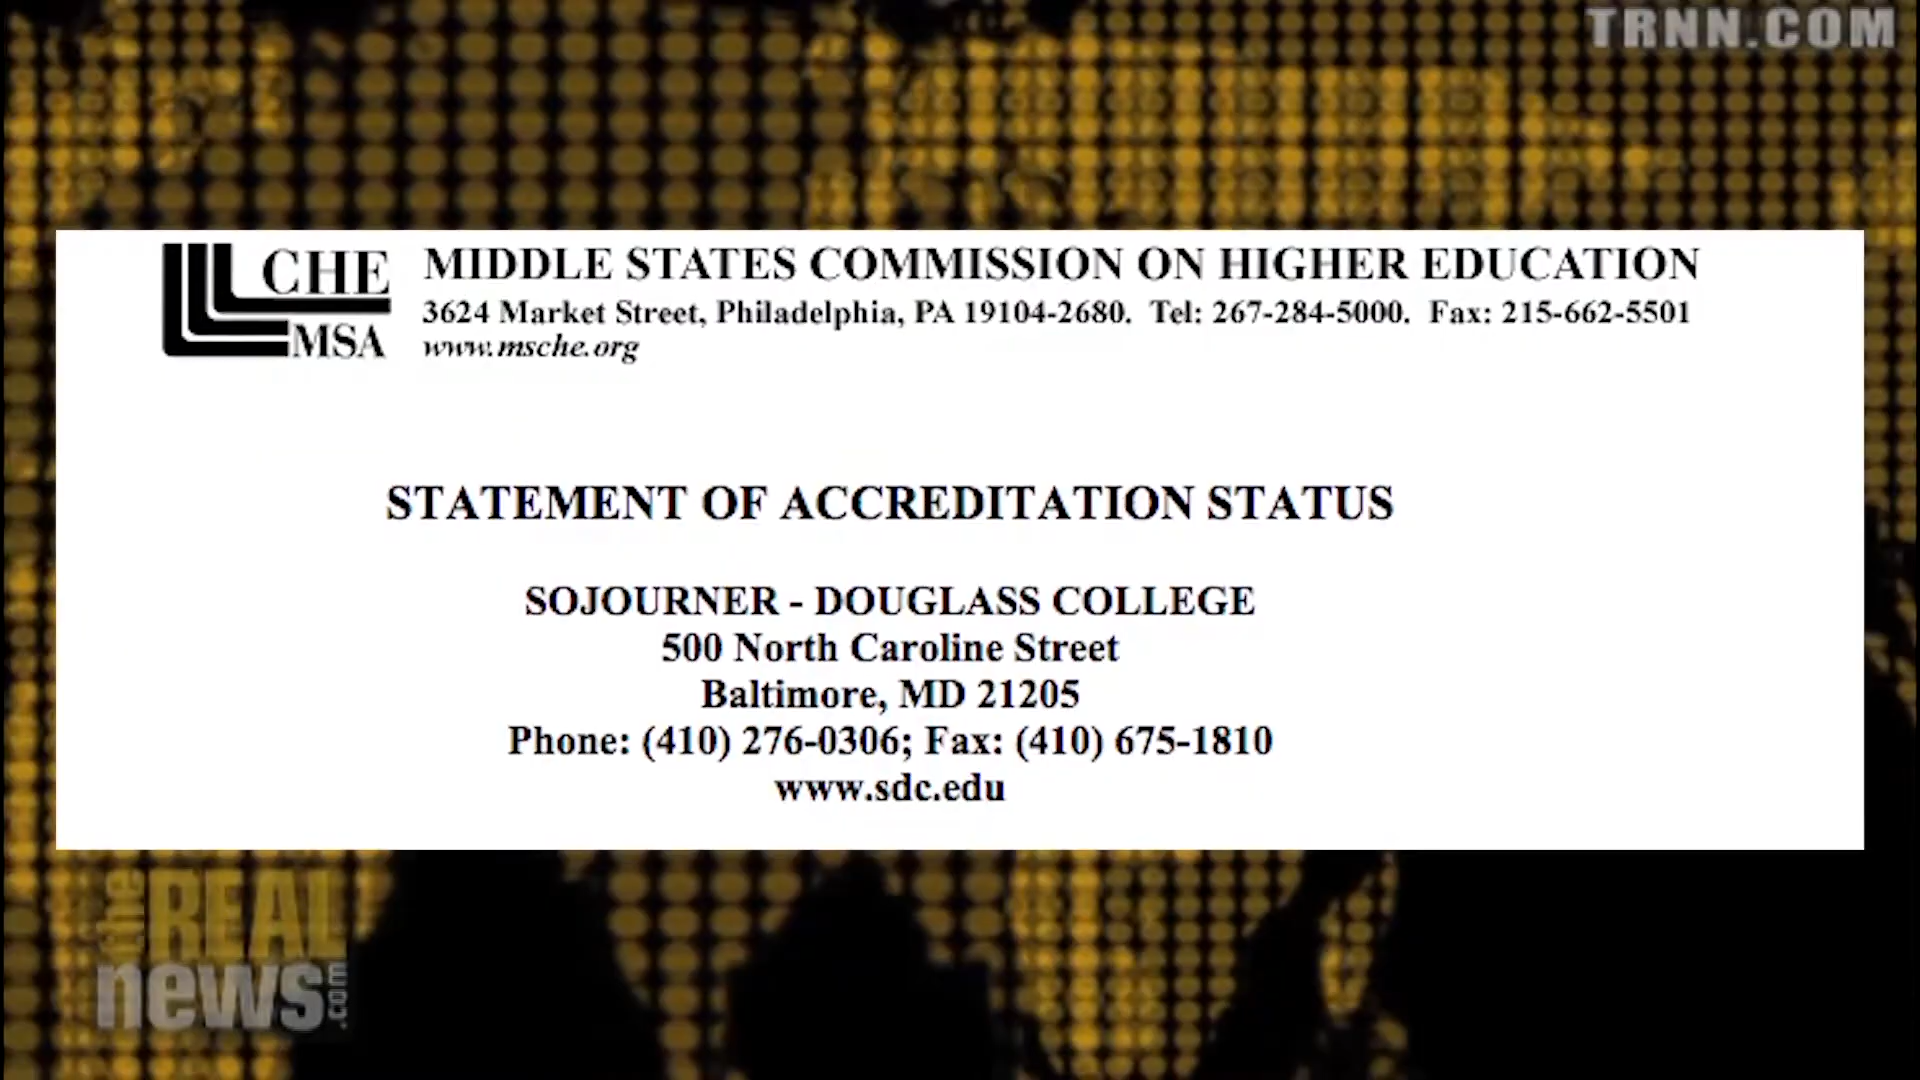 TRNN.COM
CHE
MSA
MIDDLE STATES COMMISSION ON HIGHER EDUCATION
3624 Market Street, Philadelphia, PA 19104-2680.  Tel: 267-284-5000.  Fax: 215-662-5501
www.msche.org
STATEMENT OF ACCREDITATION STATUS
SOJOURNER - DOUGLASS COLLEGE
500 North Caroline Street
Baltimore, MD 21205
Phone: (410) 276-0306; Fax: (410) 675-1810
www.sdc.edu
the REAL
news.com